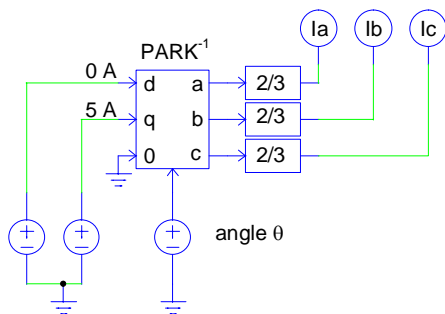 Ia Ib Ic
PARK⁻¹
0 A d a 2/3
5 A q b 2/3
0 c 2/3
angle θ